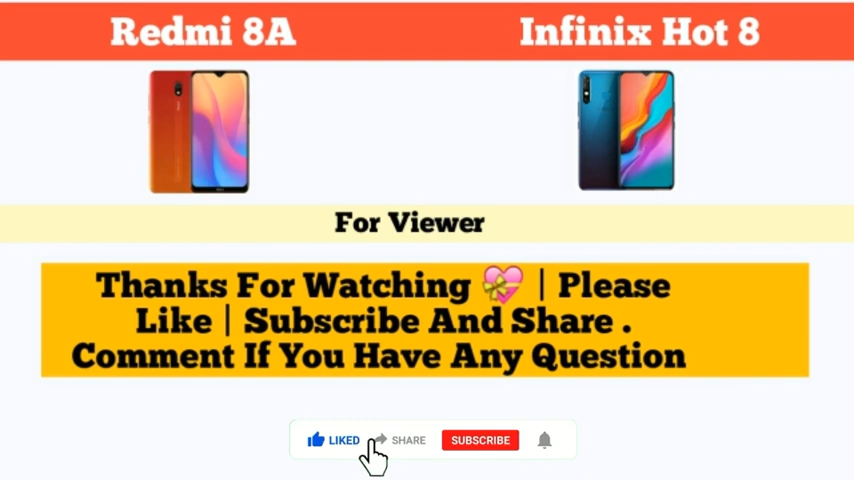 Redmi 8A Infinix Hot 8
For Viewer
Thanks For Watching 💝 | Please
Like | Subscribe And Share .
Comment If You Have Any Question
LIKED SHARE SUBSCRIBE